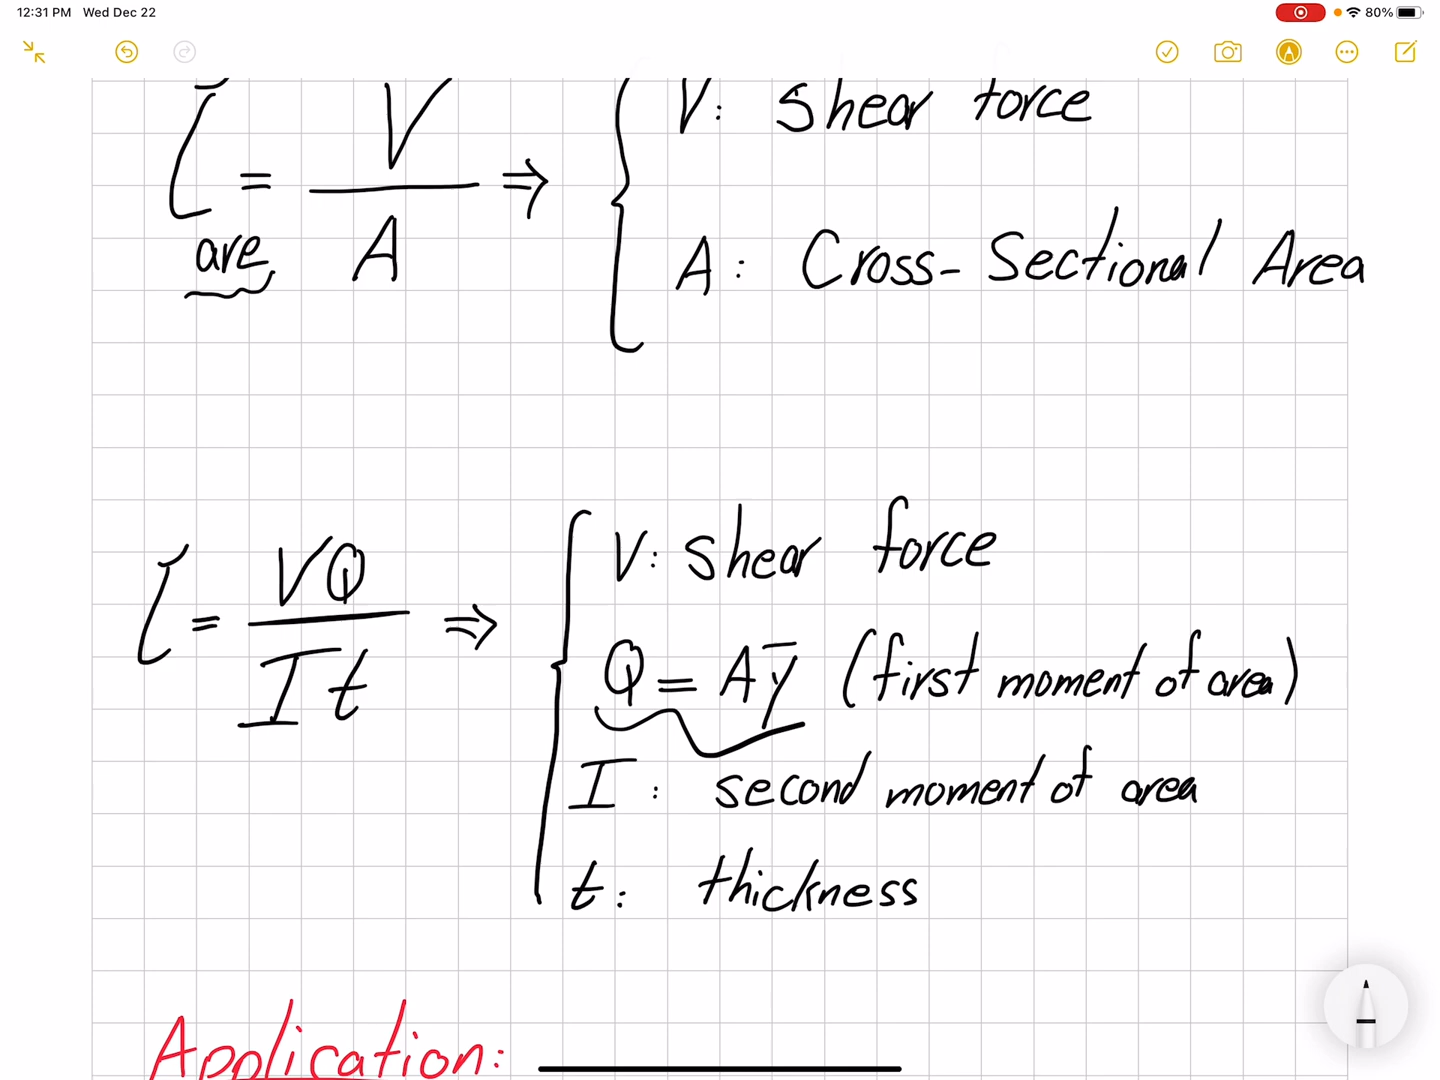 12:31 PM Wed Dec 22
80%
τ = V / A ⇒ { V: Shear force
are
A: Cross-Sectional Area
τ = VQ / It ⇒ { V: shear force
Q = Aȳ (first moment of area)
I: second moment of area
t: thickness
Application: